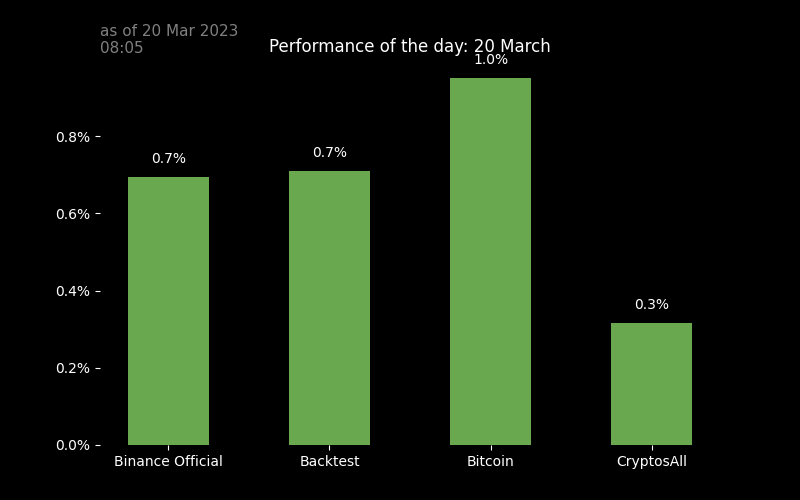 as of 20 Mar 2023
08:05
Performance of the day: 20 March
1.0%
0.8%
0.7%
0.7%
0.6%
0.4%
0.3%
0.2%
0.0%
Binance Official
Backtest
Bitcoin
CryptosAll